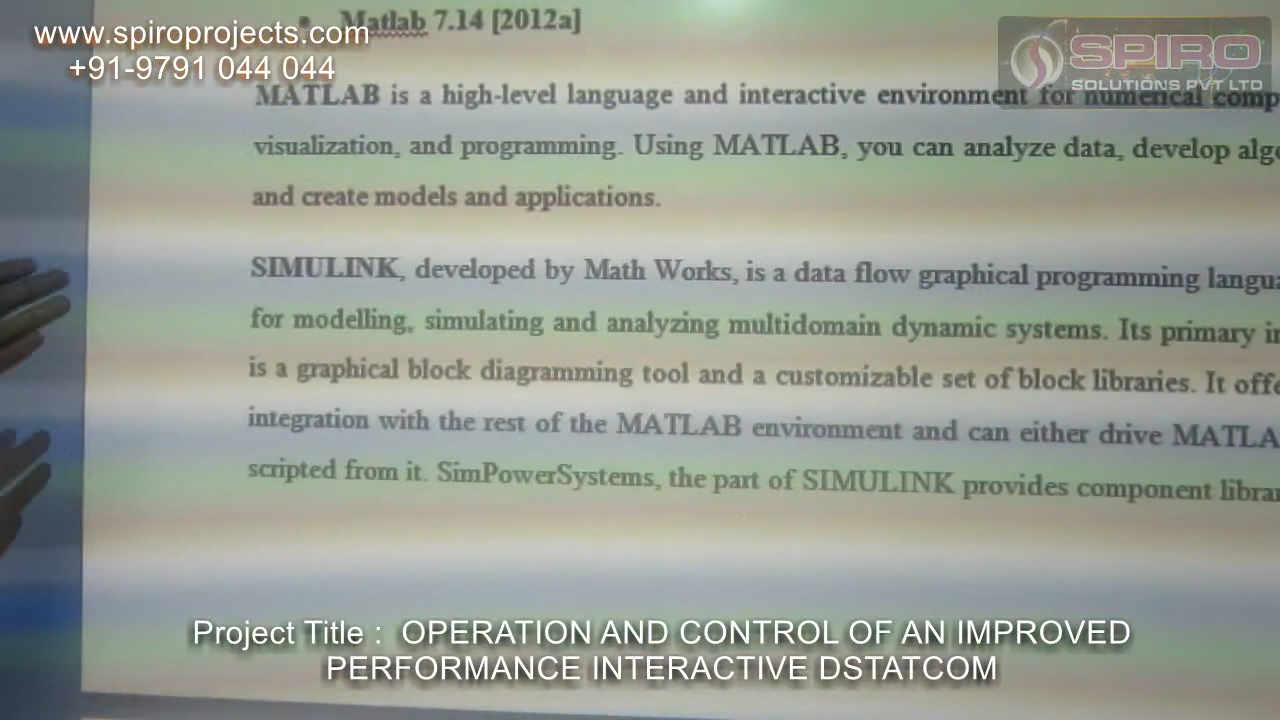 Matlab 7.14 [2012a]
www.spiroprojects.com
+91-9791 044 044
SPIRO
SOLUTIONS PVT LTD
MATLAB is a high-level language and interactive environment for numerical comp
visualization, and programming. Using MATLAB, you can analyze data, develop algo
and create models and applications.
SIMULINK, developed by Math Works, is a data flow graphical programming langua
for modelling, simulating and analyzing multidomain dynamic systems. Its primary in
is a graphical block diagramming tool and a customizable set of block libraries. It offe
integration with the rest of the MATLAB environment and can either drive MATLA
scripted from it. SimPowerSystems, the part of SIMULINK provides component librar
Project Title : OPERATION AND CONTROL OF AN IMPROVED
PERFORMANCE INTERACTIVE DSTATCOM